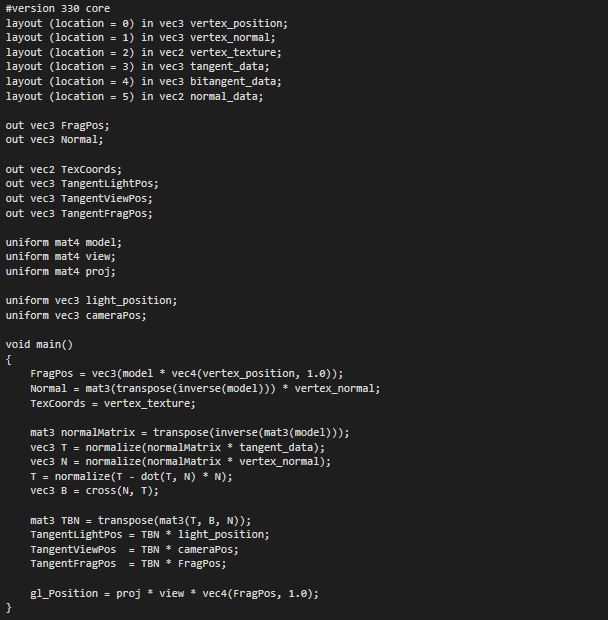 #version 330 core
layout (location = 0) in vec3 vertex_position;
layout (location = 1) in vec3 vertex_normal;
layout (location = 2) in vec2 vertex_texture;
layout (location = 3) in vec3 tangent_data;
layout (location = 4) in vec3 bitangent_data;
layout (location = 5) in vec2 normal_data;

out vec3 FragPos;
out vec3 Normal;

out vec2 TexCoords;
out vec3 TangentLightPos;
out vec3 TangentViewPos;
out vec3 TangentFragPos;

uniform mat4 model;
uniform mat4 view;
uniform mat4 proj;

uniform vec3 light_position;
uniform vec3 cameraPos;

void main()
{
    FragPos = vec3(model * vec4(vertex_position, 1.0));
    Normal = mat3(transpose(inverse(model))) * vertex_normal;
    TexCoords = vertex_texture;

    mat3 normalMatrix = transpose(inverse(mat3(model)));
    vec3 T = normalize(normalMatrix * tangent_data);
    vec3 N = normalize(normalMatrix * vertex_normal);
    T = normalize(T - dot(T, N) * N);
    vec3 B = cross(N, T);

    mat3 TBN = transpose(mat3(T, B, N));
    TangentLightPos = TBN * light_position;
    TangentViewPos  = TBN * cameraPos;
    TangentFragPos  = TBN * FragPos;

    gl_Position = proj * view * vec4(FragPos, 1.0);
}